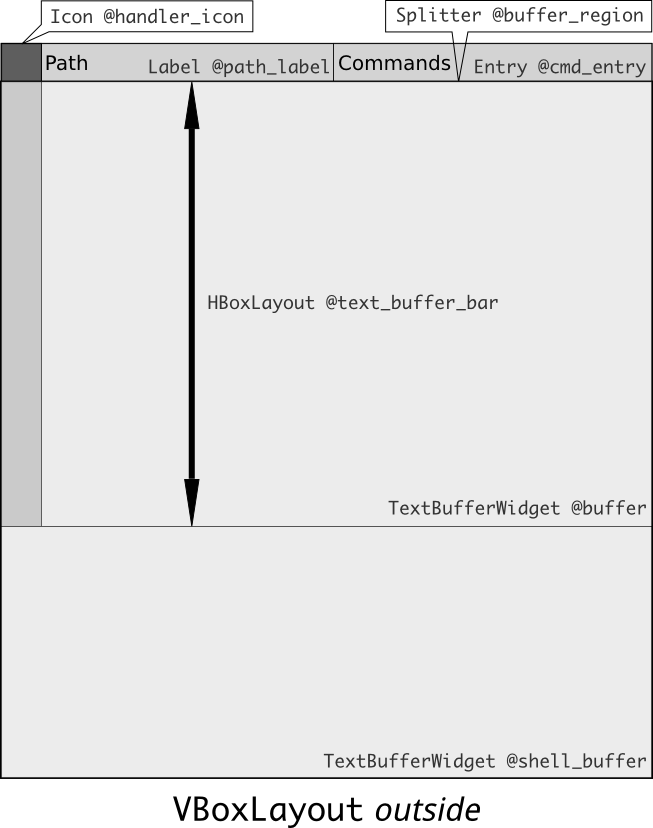 Icon @handler_icon
Splitter @buffer_region
Path Label @path_label Commands Entry @cmd_entry
HBoxLayout @text_buffer_bar
TextBufferWidget @buffer
TextBufferWidget @shell_buffer
VBoxLayout outside